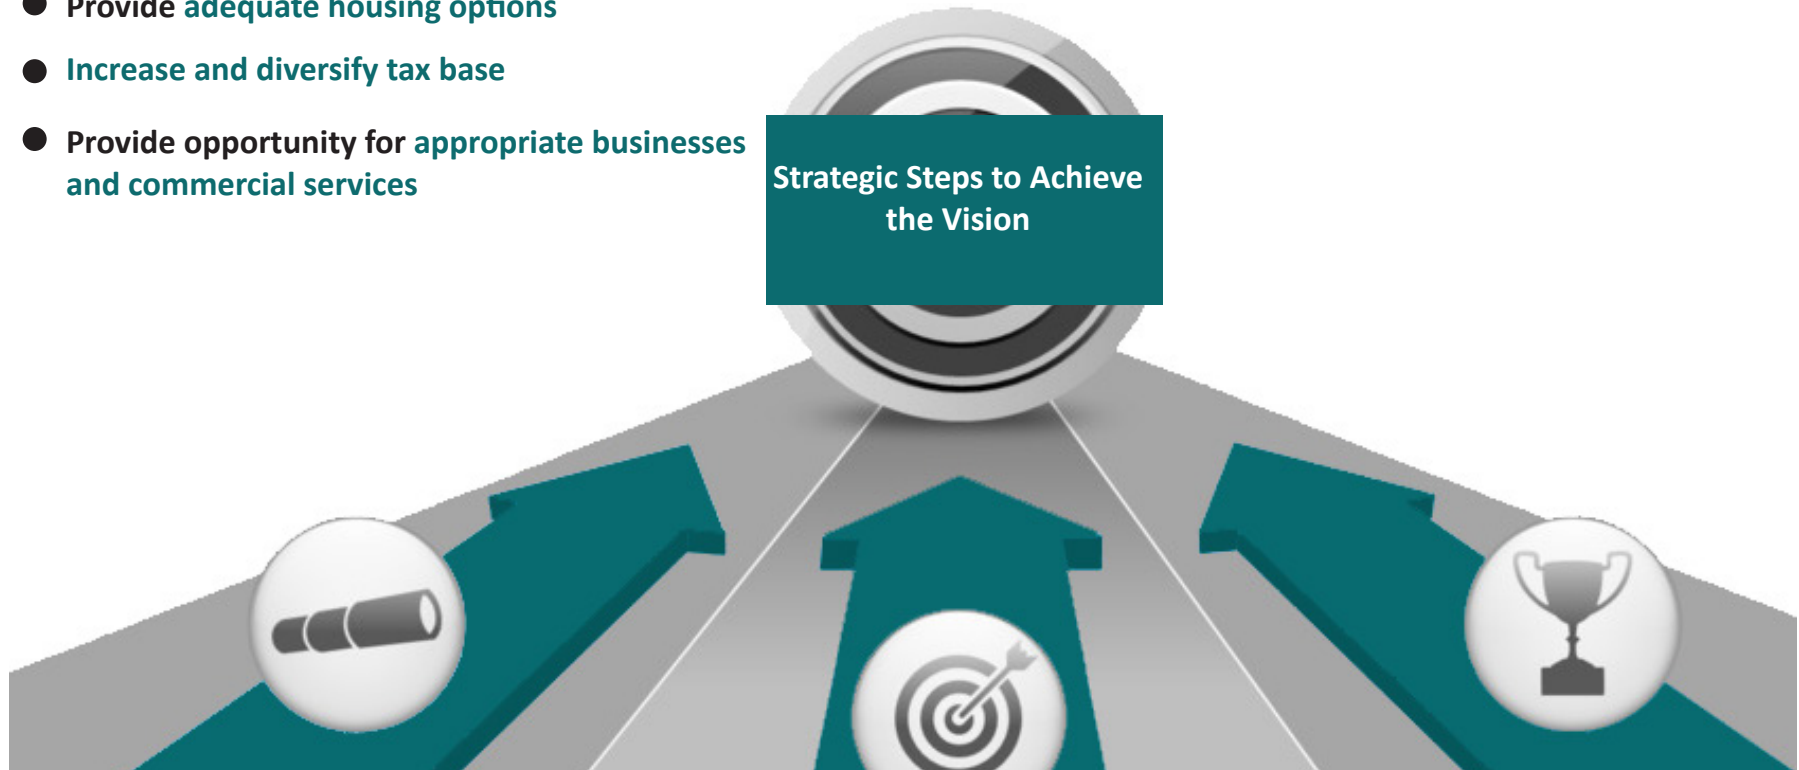 Provide adequate housing options
Increase and diversify tax base
Provide opportunity for appropriate businesses
and commercial services
Strategic Steps to Achieve
the Vision